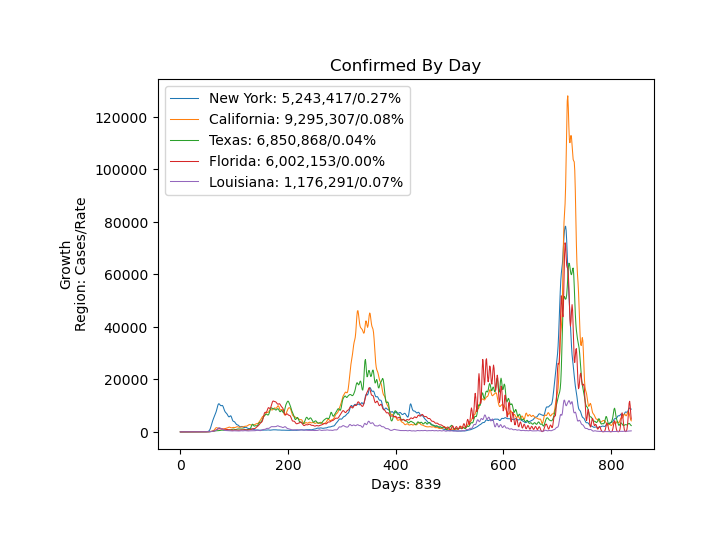 Confirmed By Day
New York: 5,243,417/0.27%
California: 9,295,307/0.08%
Texas: 6,850,868/0.04%
Florida: 6,002,153/0.00%
Louisiana: 1,176,291/0.07%
120000
100000
80000
60000
40000
20000
0
Growth
Region: Cases/Rate
0 200 400 600 800
Days: 839